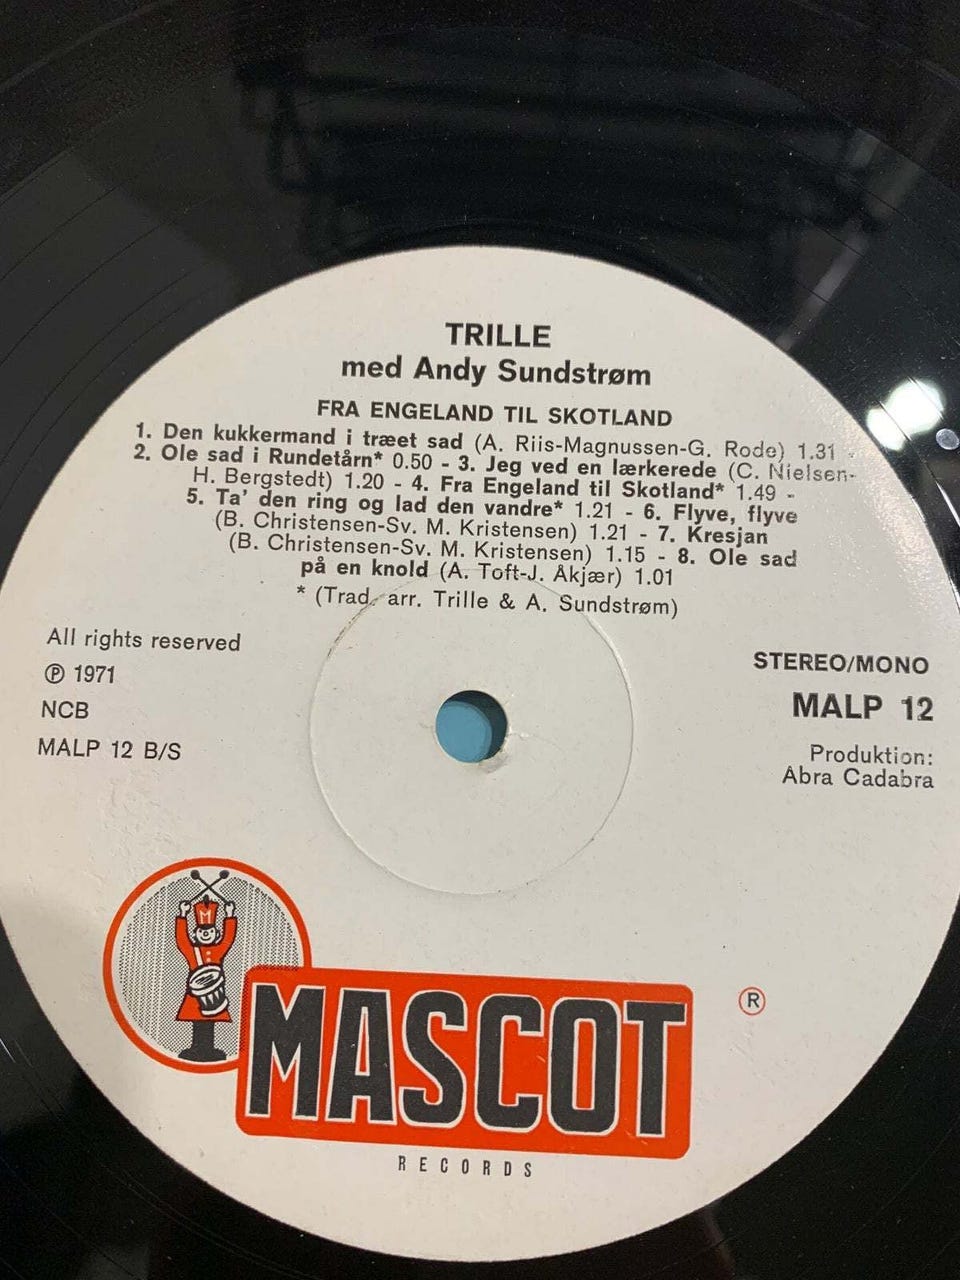 TRILLE
med Andy Sundstrøm
FRA ENGELAND TIL SKOTLAND
1. Den kukkermand i træet sad (A. Riis-Magnussen-G. Rode) 1.31 -
2. Ole sad i Rundetårn* 0.50 - 3. Jeg ved en lærkerede (C. Nielsen-
H. Bergstedt) 1.20 - 4. Fra Engeland til Skotland* 1.49 -
5. Ta' den ring og lad den vandre* 1.21 - 6. Flyve, flyve
(B. Christensen-Sv. M. Kristensen) 1.21 - 7. Kresjan
(B. Christensen-Sv. M. Kristensen) 1.15 - 8. Ole sad
på en knold (A. Toft-J. Åkjær) 1.01
* (Trad. arr. Trille & A. Sundstrøm)
All rights reserved
℗ 1971
NCB
MALP 12 B/S
STEREO/MONO
MALP 12
Produktion:
Abra Cadabra
M
MASCOT
®
RECORDS